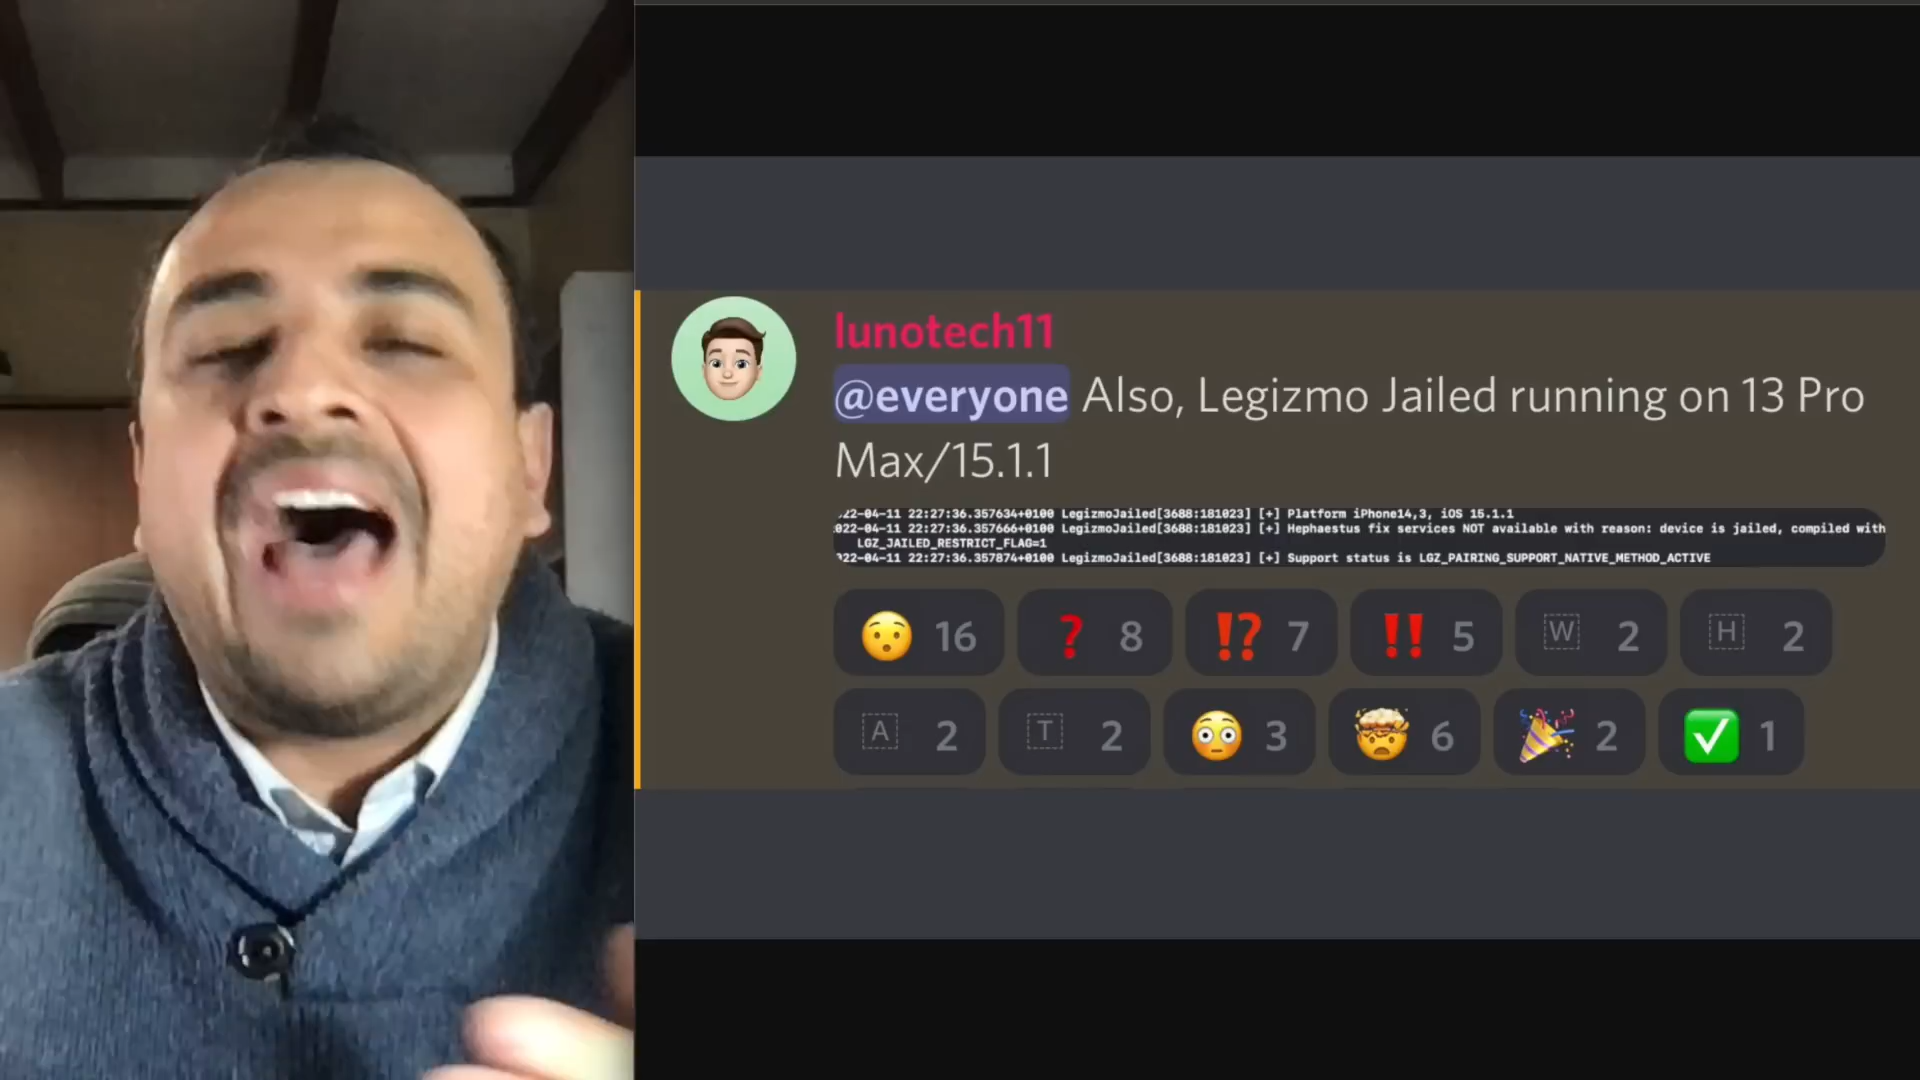 lunotech11
@everyone Also, Legizmo Jailed running on 13 Pro
Max/15.1.1
22-04-11 22:27:36.357634+0100 LegizmoJailed[3688:181023] [+] Platform iPhone14,3, iOS 15.1.1
022-04-11 22:27:36.357666+0100 LegizmoJailed[3688:181023] [+] Hephaestus fix services NOT available with reason: device is jailed, compiled with
LGZ_JAILED_RESTRICT_FLAG=1
22-04-11 22:27:36.357874+0100 LegizmoJailed[3688:181023] [+] Support status is LGZ_PAIRING_SUPPORT_NATIVE_METHOD_ACTIVE
😯 16 ❓ 8 ⁉️ 7 ‼️ 5 W 2 H 2
A 2 T 2 😳 3 🤯 6 🎉 2 ✅ 1